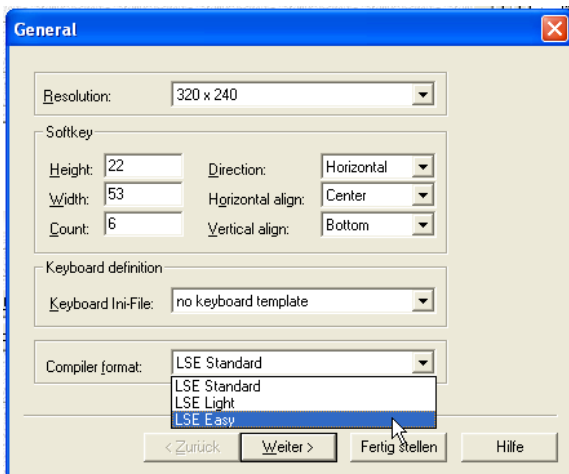 General
Resolution: 320 x 240
Softkey
Height: 22 Direction: Horizontal
Width: 53 Horizontal align: Center
Count: 6 Vertical align: Bottom
Keyboard definition
Keyboard Ini-File: no keyboard template
Compiler format: LSE Standard
LSE Standard
LSE Light
LSE Easy
< Zurück Weiter > Fertig stellen Hilfe